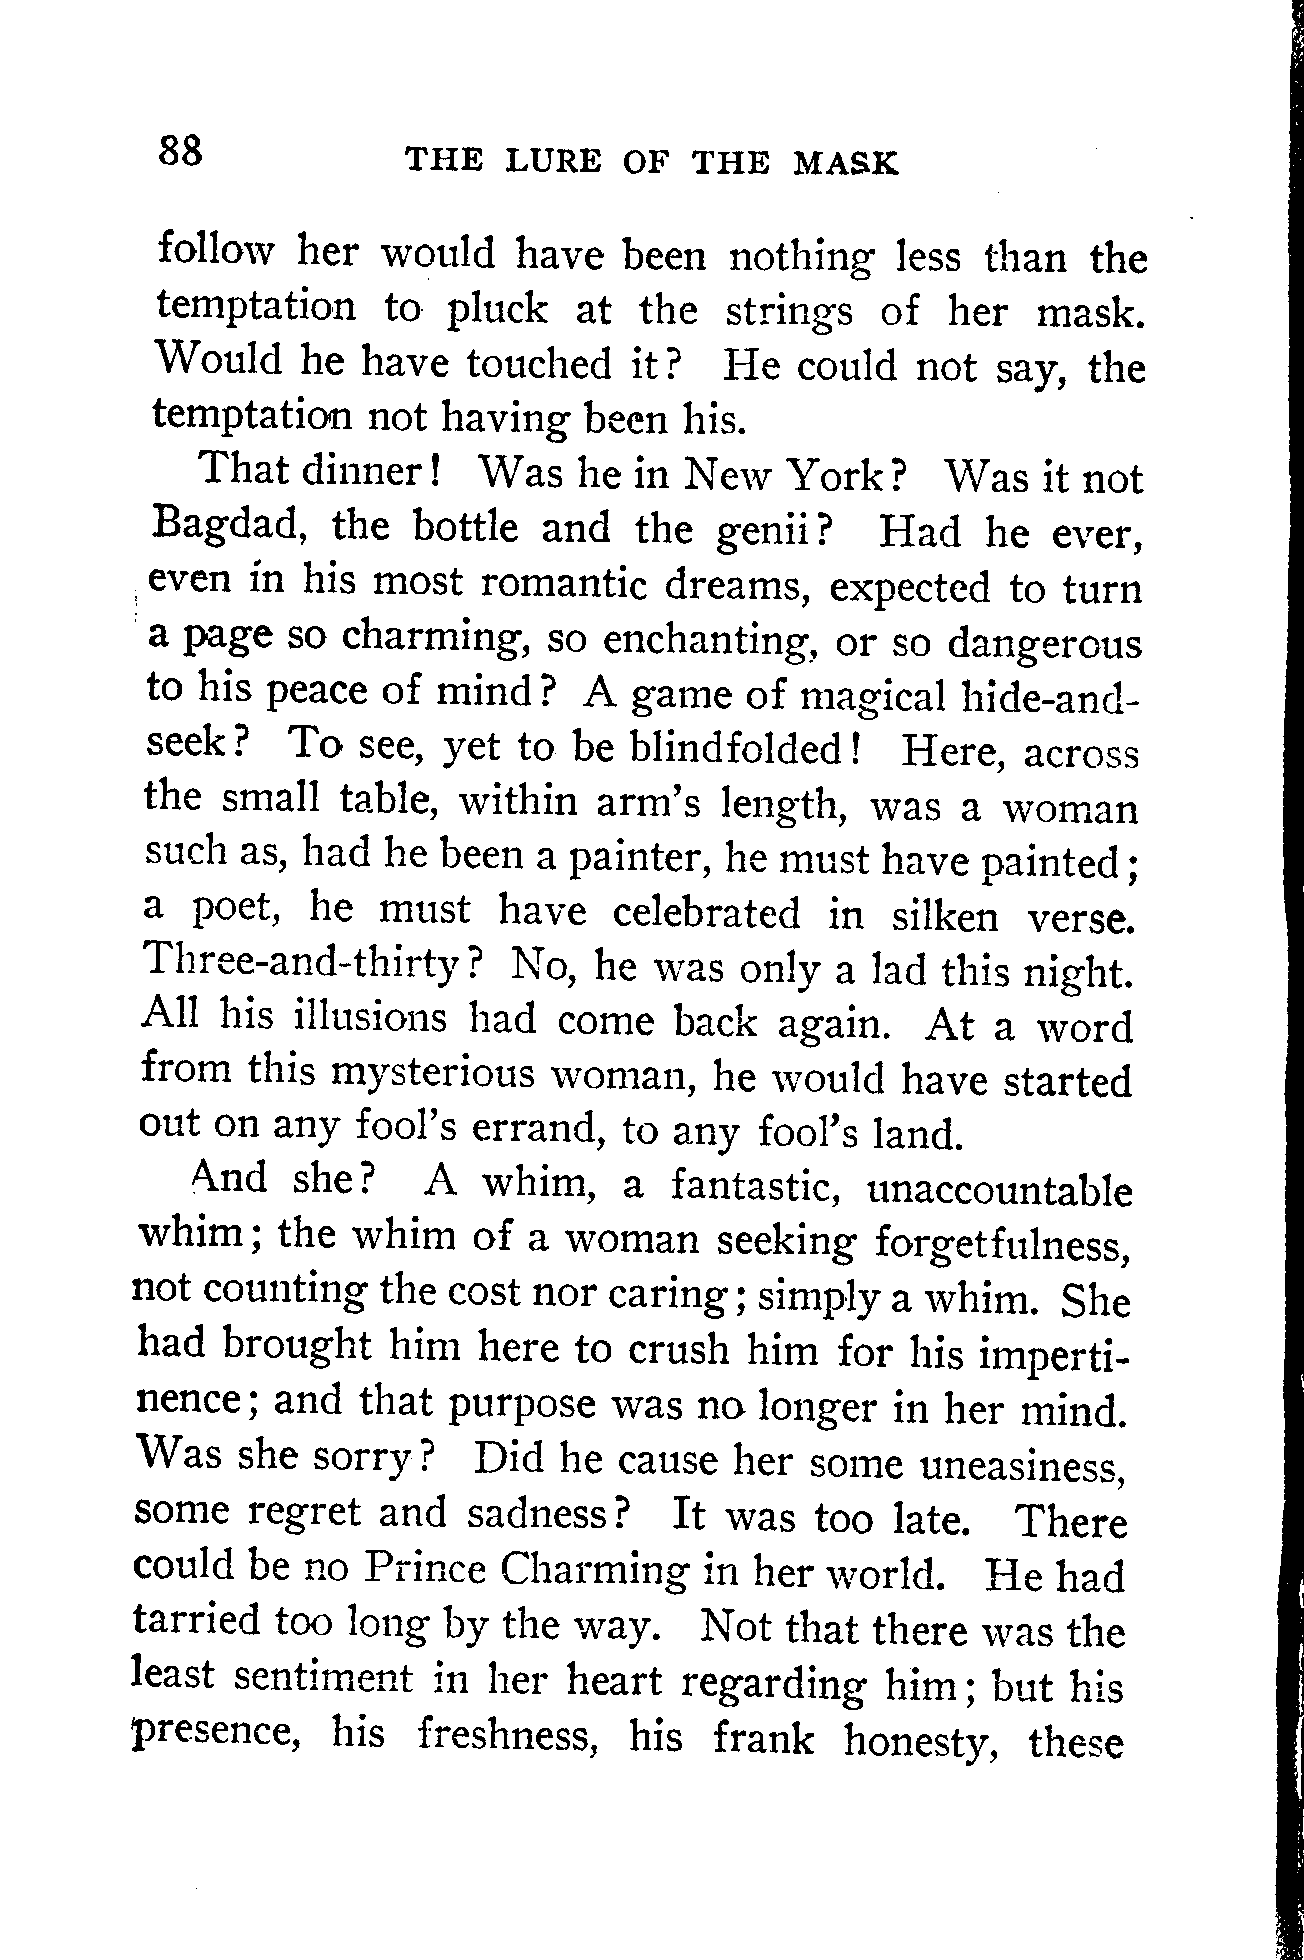 88
THE LURE OF THE MASK
follow her would have been nothing less than the
temptation to pluck at the strings of her mask.
Would he have touched it? He could not say, the
temptation not having been his.
That dinner! Was he in New York? Was it not
Bagdad, the bottle and the genii? Had he ever,
even in his most romantic dreams, expected to turn
a page so charming, so enchanting, or so dangerous
to his peace of mind? A game of magical hide-and-
seek? To see, yet to be blindfolded! Here, across
the small table, within arm's length, was a woman
such as, had he been a painter, he must have painted;
a poet, he must have celebrated in silken verse.
Three-and-thirty? No, he was only a lad this night.
All his illusions had come back again. At a word
from this mysterious woman, he would have started
out on any fool's errand, to any fool's land.
And she? A whim, a fantastic, unaccountable
whim; the whim of a woman seeking forgetfulness,
not counting the cost nor caring; simply a whim. She
had brought him here to crush him for his imperti-
nence; and that purpose was no longer in her mind.
Was she sorry? Did he cause her some uneasiness,
some regret and sadness? It was too late. There
could be no Prince Charming in her world. He had
tarried too long by the way. Not that there was the
least sentiment in her heart regarding him; but his
presence, his freshness, his frank honesty, these